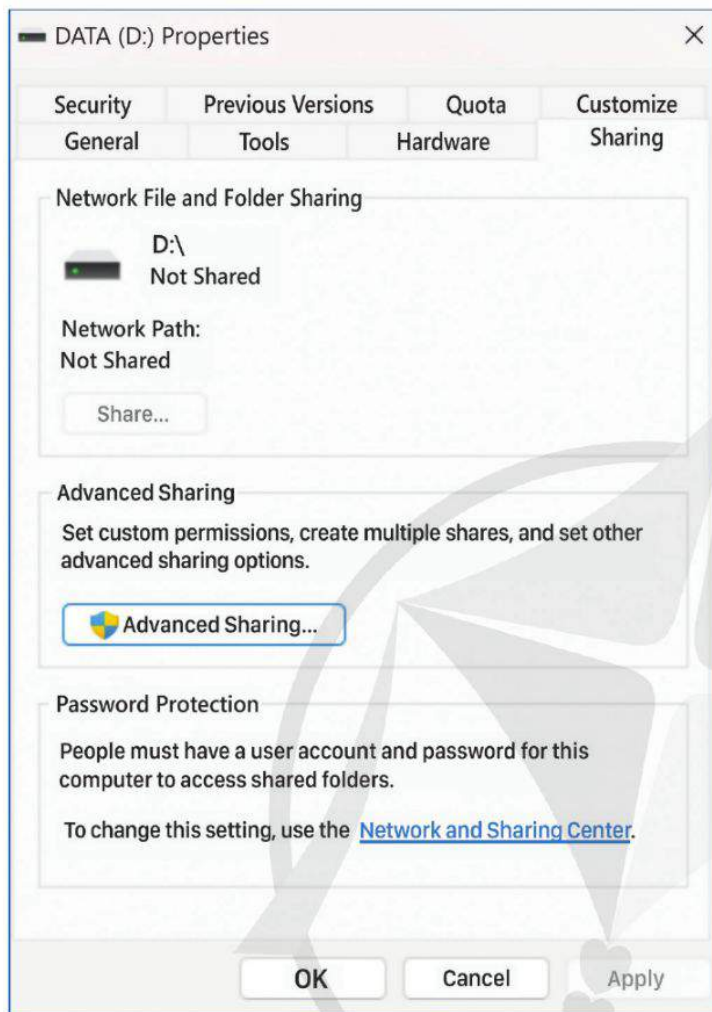 DATA (D:) Properties
Security Previous Versions Quota Customize
General Tools Hardware Sharing
Network File and Folder Sharing
D:\
Not Shared
Network Path:
Not Shared
Share...
Advanced Sharing
Set custom permissions, create multiple shares, and set other
advanced sharing options.
Advanced Sharing...
Password Protection
People must have a user account and password for this
computer to access shared folders.
To change this setting, use the Network and Sharing Center.
OK Cancel Apply